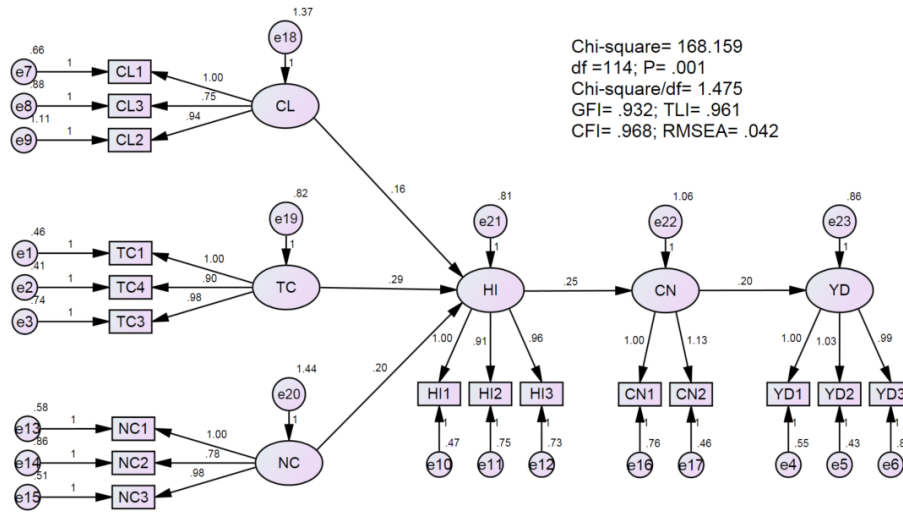 1.37
e18
.66
e7
1
CL1
1.00
1
Chi-square= 168.159
df =114; P= .001
Chi-square/df= 1.475
GFI= .932; TLI= .961
CFI= .968; RMSEA= .042
.88
e8
1
CL3
.75
CL
1.11
e9
1
CL2
.94
.16
.82
e19
.81
e21
1.06
e22
.86
e23
.46
e1
1
TC1
1.00
1
1
1
1
.41
e2
1
TC4
.90
TC
.29
HI
.25
CN
.20
YD
.74
e3
1
TC3
.98
1.44
e20
.20
1.00
.91
.96
1.00
1.13
1.00
1.03
.99
.58
e13
1
NC1
1.00
1
HI1
HI2
HI3
CN1
CN2
YD1
YD2
YD3
.86
e14
1
NC2
.78
NC
1
1
1
1
1
1
1
1
.51
e15
1
NC3
.98
.47
.75
.73
.76
.46
.55
.43
e10
e11
e12
e16
e17
e4
e5
e6